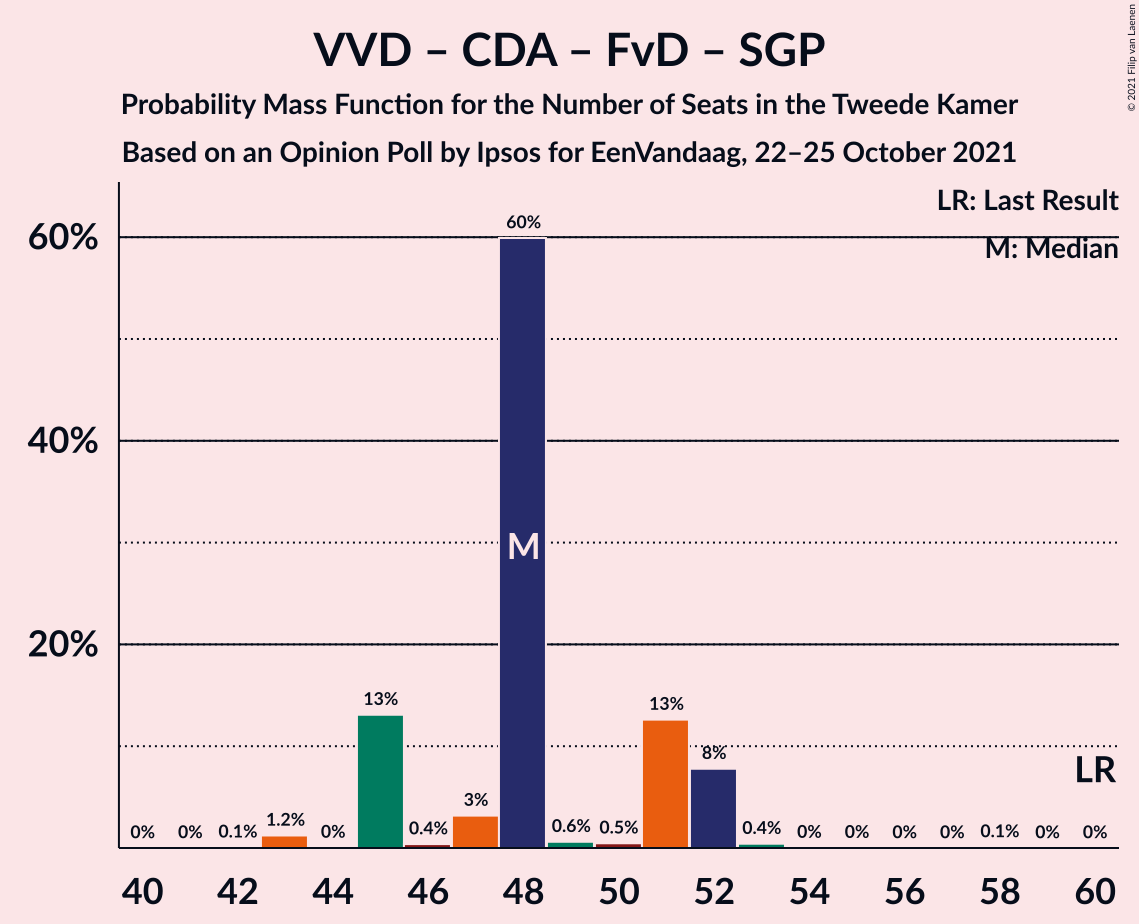 VVD – CDA – FvD – SGP
Probability Mass Function for the Number of Seats in the Tweede Kamer
Based on an Opinion Poll by Ipsos for EenVandaag, 22–25 October 2021
© 2021 Filip van Laenen
LR: Last Result
M: Median
60%
40%
20%
0% 0% 0.1% 1.2% 0% 13% 0.4% 3% 60% 0.6% 0.5% 13% 8% 0.4% 0% 0% 0% 0% 0.1% 0% 0%
M
LR
40 42 44 46 48 50 52 54 56 58 60